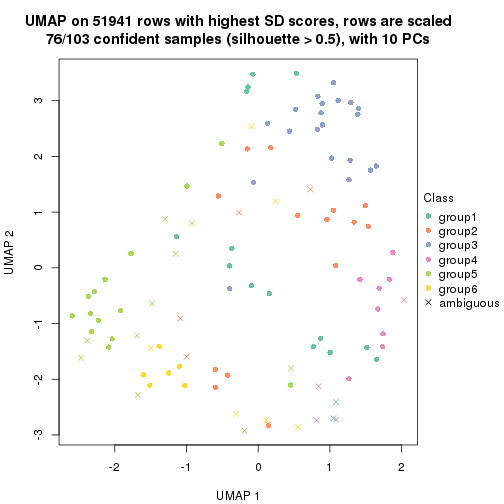 UMAP on 51941 rows with highest SD scores, rows are scaled
76/103 confident samples (silhouette > 0.5), with 10 PCs
3
2
1
0
-1
-2
-3
UMAP 2
-2
-1
0
1
2
UMAP 1
Class
group1
group2
group3
group4
group5
group6
ambiguous